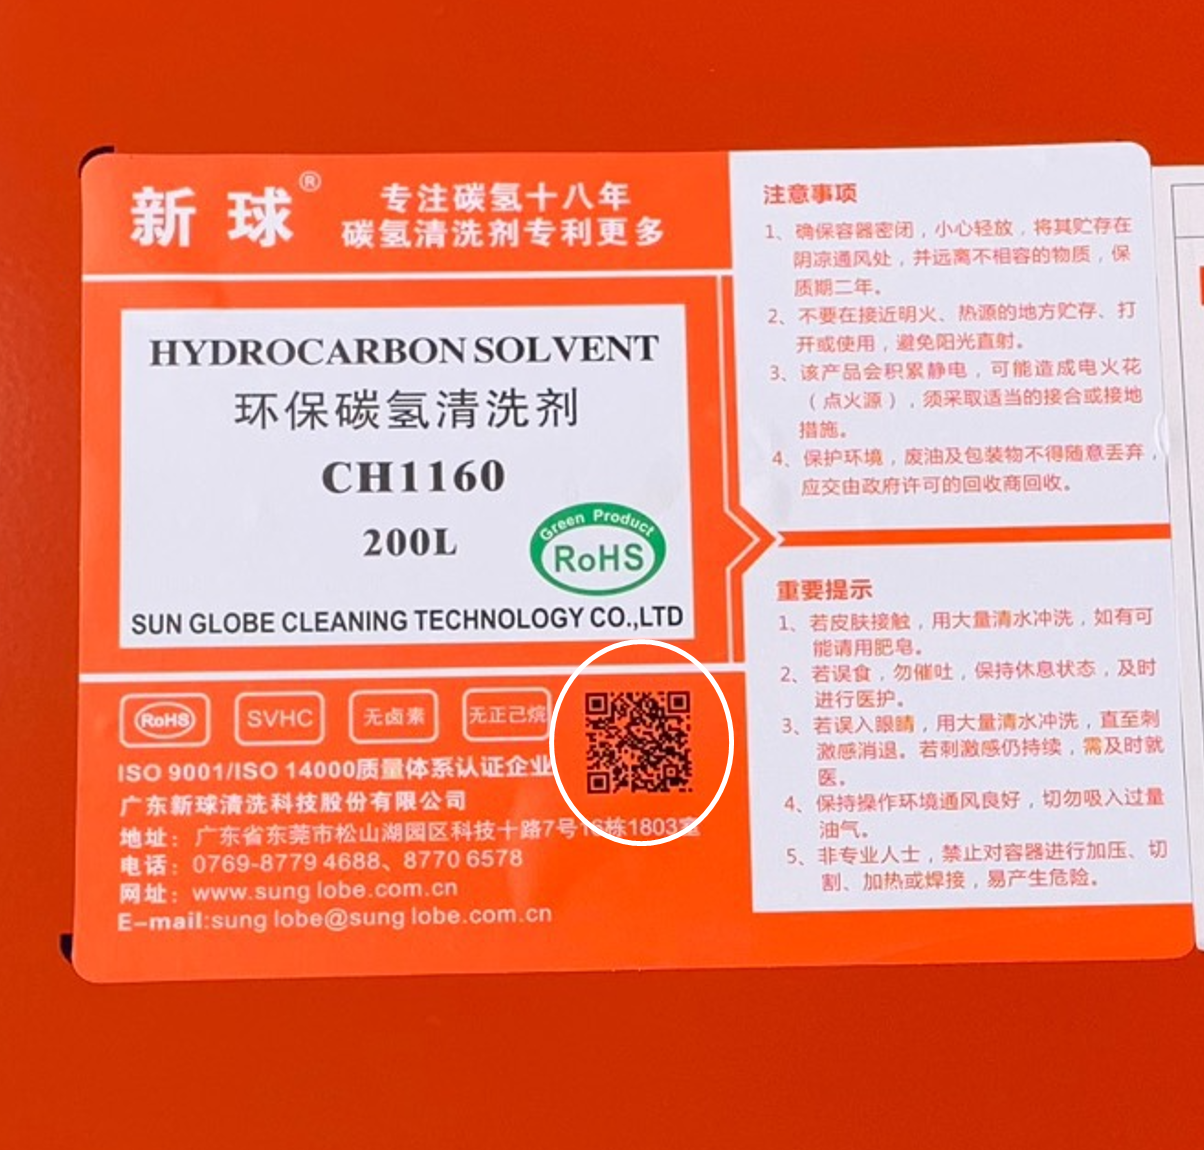 新球®
专注碳氢十八年
碳氢清洗剂专利更多
HYDROCARBON SOLVENT
环保碳氢清洗剂
CH1160
200L
Green Product
RoHS
SUN GLOBE CLEANING TECHNOLOGY CO.,LTD
RoHS
SVHC
无卤素
无正己烷
ISO 9001/ISO 14000质量体系认证企业
广东新球清洗科技股份有限公司
地址：广东省东莞市松山湖园区科技十路7号16栋1803室
电话：0769-8779 4688、8770 6578
网址：www.sunglobe.com.cn
E-mail:sunglobe@sunglobe.com.cn
注意事项
1、确保容器密闭，小心轻放，将其贮存在
阴凉通风处，并远离不相容的物质，保
质期二年。
2、不要在接近明火、热源的地方贮存、打
开或使用，避免阳光直射。
3、该产品会积累静电，可能造成电火花
（点火源），须采取适当的接合或接地
措施。
4、保护环境，废油及包装物不得随意丢弃，
应交由政府许可的回收商回收。
重要提示
1、若皮肤接触，用大量清水冲洗，如有可
能请用肥皂。
2、若误食，勿催吐，保持休息状态，及时
进行医护。
3、若误入眼睛，用大量清水冲洗，直至刺
激感消退。若刺激感仍持续，需及时就
医。
4、保持操作环境通风良好，切勿吸入过量
油气。
5、非专业人士，禁止对容器进行加压、切
割、加热或焊接，易产生危险。